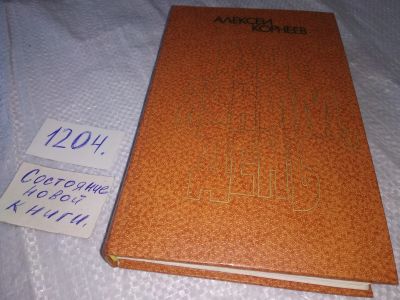 АЛЕКСЕЙ
КОРНЕЕВ
1204.
Состояние
новой
книги.